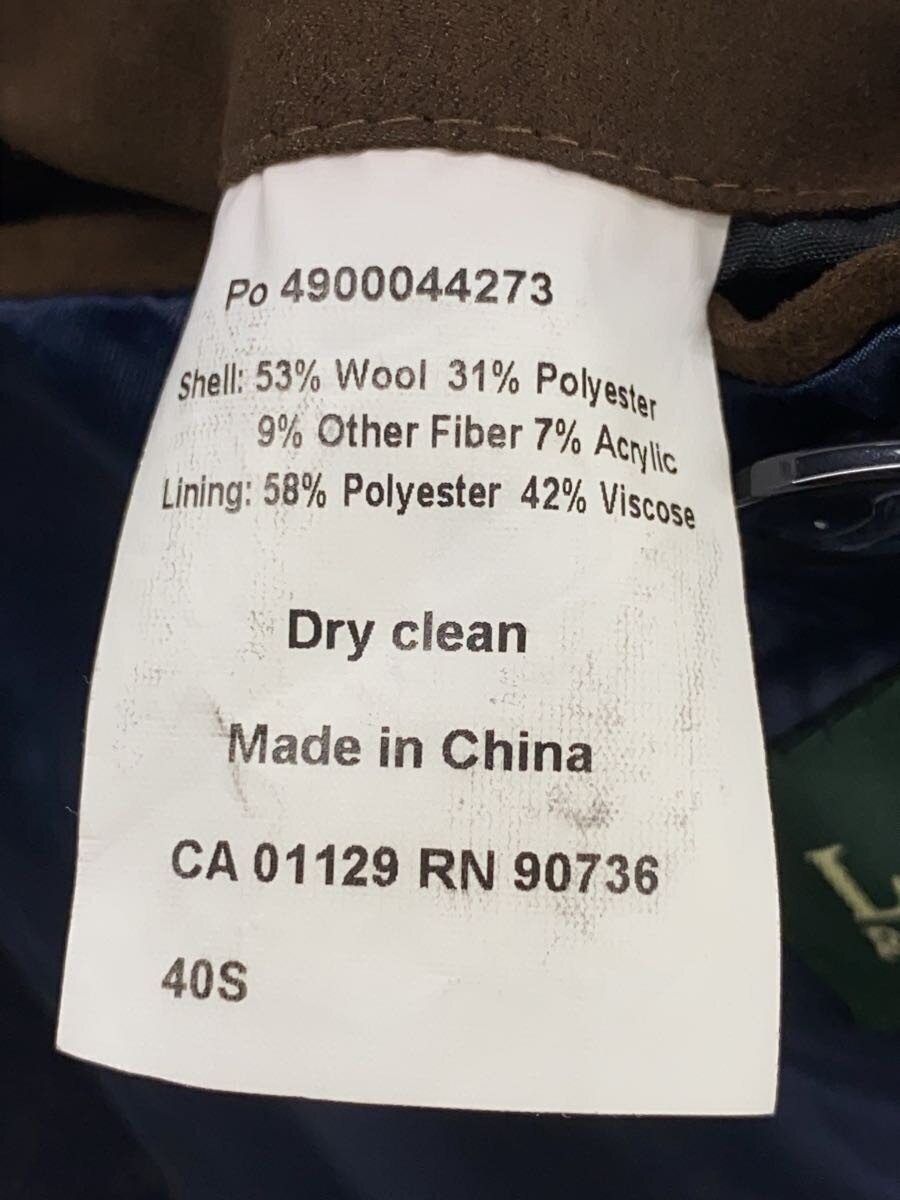 Po 4900044273
Shell: 53% Wool 31% Polyester
9% Other Fiber 7% Acrylic
Lining: 58% Polyester 42% Viscose
Dry clean
Made in China
CA 01129 RN 90736
40S